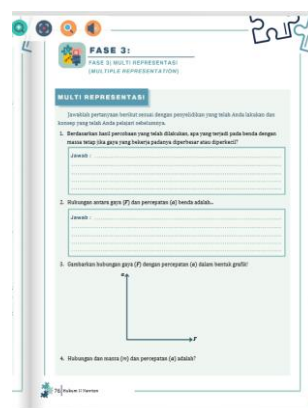 FASE 3:
FASE 3: MULTI REPRESENTASI
(MULTIPLE REPRESENTATION)
MULTI REPRESENTASI
Jawablah pertanyaan berikut sesuai dengan penyelidikan yang telah Anda lakukan dan
konsep yang telah Anda pelajari sebelumnya.
1. Berdasarkan hasil percobaan yang telah dilakukan, apa yang terjadi pada benda dengan
massa tetap jika gaya yang bekerja padanya diperbesar atau diperkecil?
Jawab :
2. Hubungan antara gaya (F) dan percepatan (a) benda adalah...
Jawab :
3. Gambarkan hubungan gaya (F) dengan percepatan (a) dalam bentuk grafik!
a
F
4. Hubungan dan massa (m) dan percepatan (a) adalah?
76 Hukum II Newton